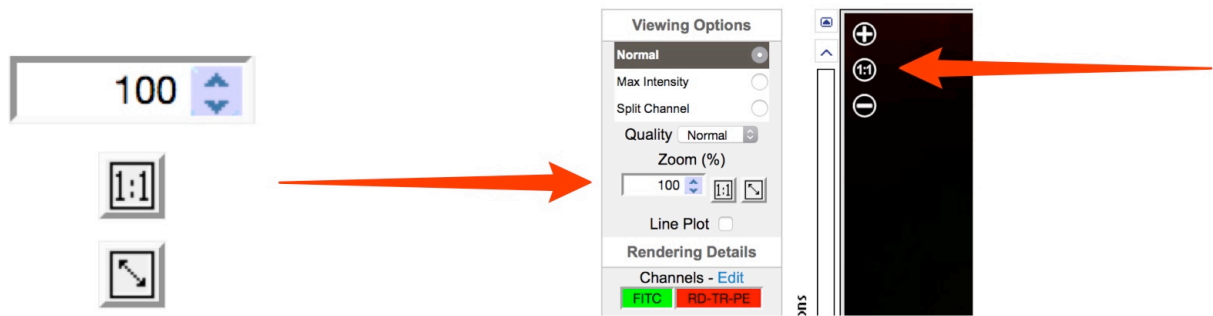 100
1:1
Viewing Options
Normal
Max Intensity
Split Channel
Quality Normal
Zoom (%)
100 1:1
Line Plot
Rendering Details
Channels - Edit
FITC RD-TR-PE
1:1